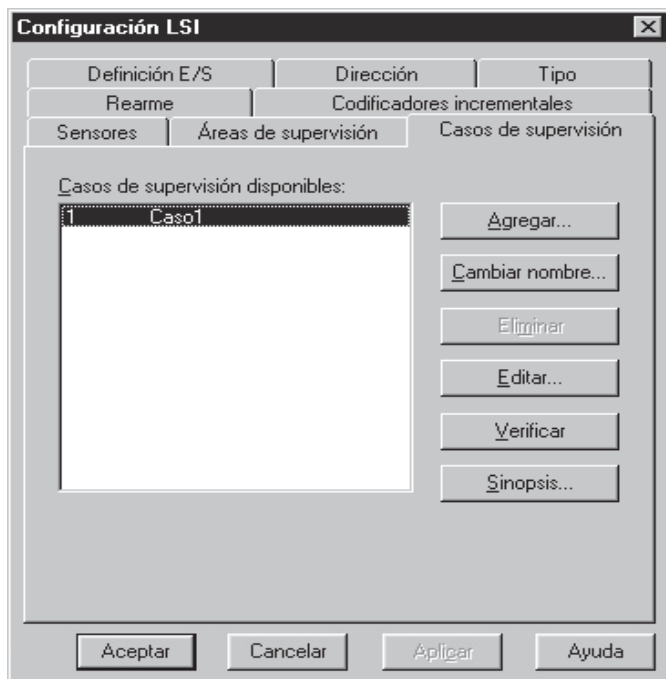 Configuración LSI
Definición E/S Dirección Tipo
Rearme Codificadores incrementales
Sensores Áreas de supervisión Casos de supervisión
Casos de supervisión disponibles:
1 Caso1
Agregar...
Cambiar nombre...
Eliminar
Editar...
Verificar
Sinopsis...
Aceptar Cancelar Aplicar Ayuda